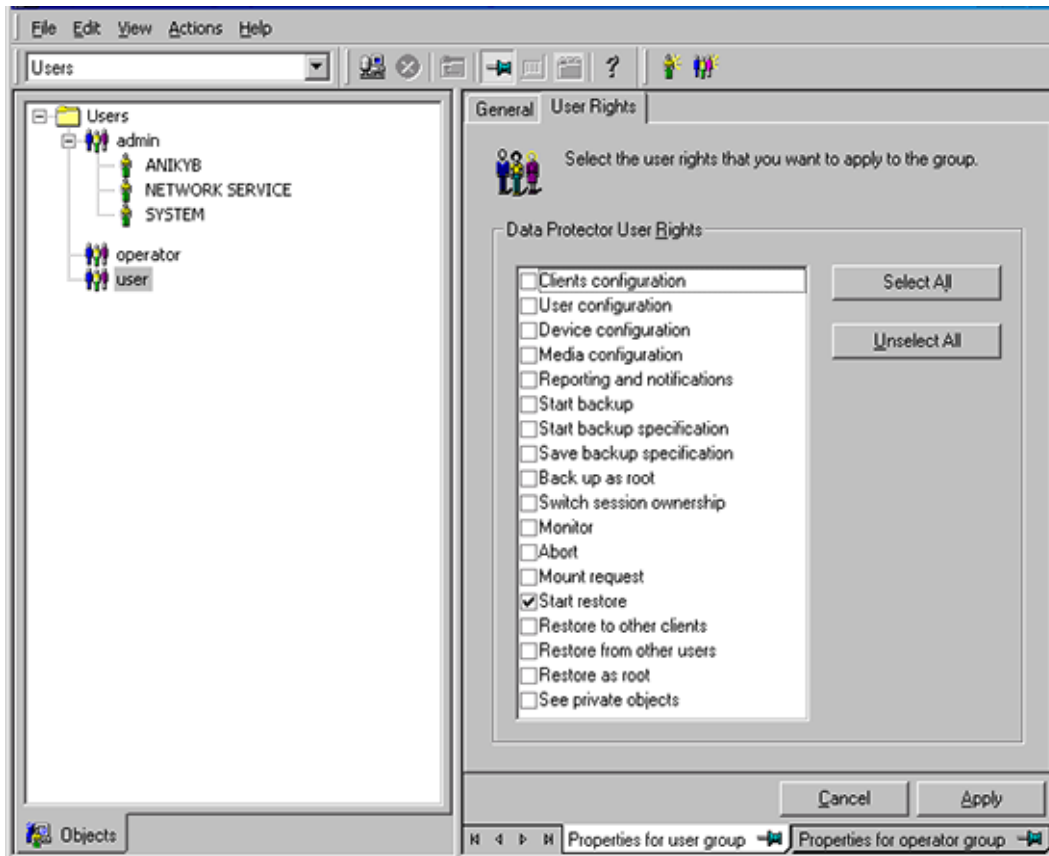 File Edit View Actions Help
Users
?
Users
admin
ANIKYB
NETWORK SERVICE
SYSTEM
operator
user
Objects
General User Rights
Select the user rights that you want to apply to the group.
Data Protector User Rights
Clients configuration
User configuration
Device configuration
Media configuration
Reporting and notifications
Start backup
Start backup specification
Save backup specification
Back up as root
Switch session ownership
Monitor
Abort
Mount request
Start restore
Restore to other clients
Restore from other users
Restore as root
See private objects
Select All
Unselect All
Cancel Apply
Properties for user group Properties for operator group